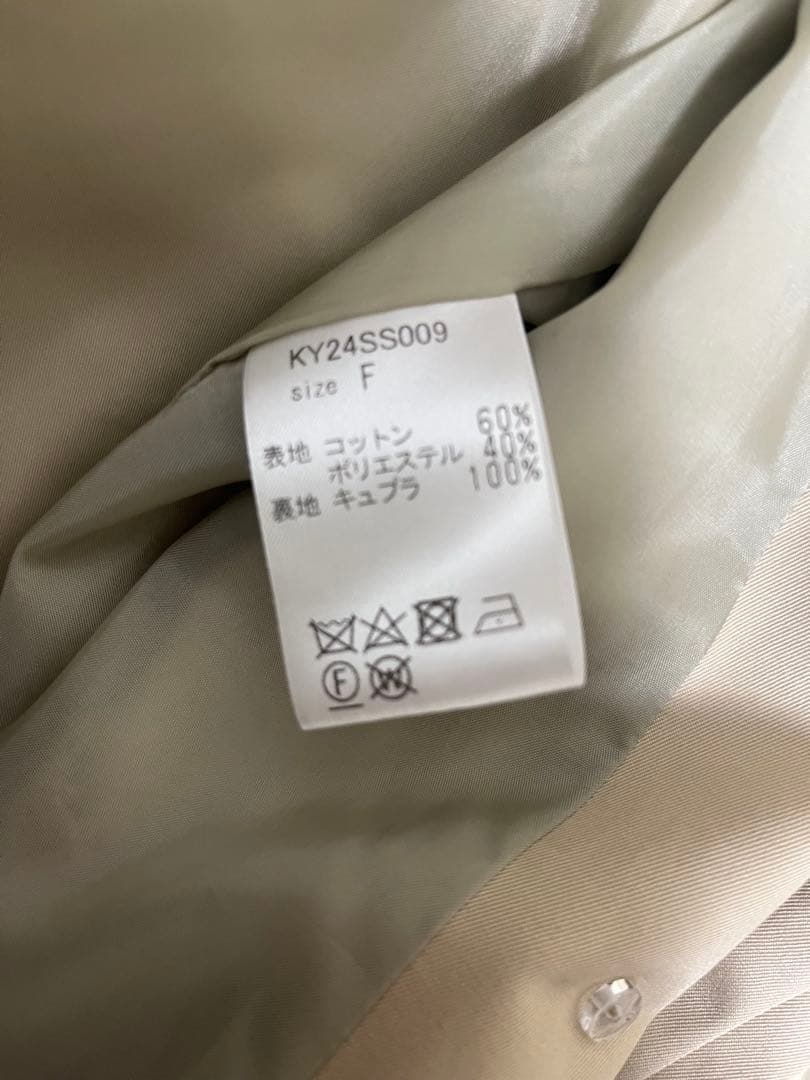 KY24SS009
size F
表地 コットン 60%
ポリエステル 40%
裏地 キュプラ 100%
F W